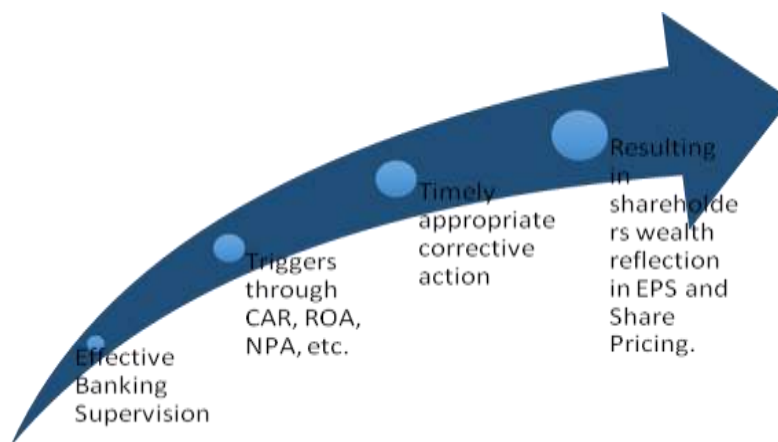 Effective
Banking
Supervision
Triggers
through
CAR, ROA,
NPA, etc.
Timely
appropriate
corrective
action
Resulting
in
shareholde
rs wealth
reflection
in EPS and
Share
Pricing.